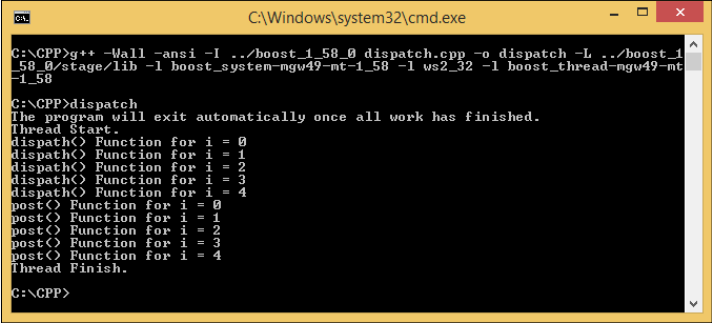 C:\Windows\system32\cmd.exe
C:\CPP>g++ -Wall -ansi -I ../boost_1_58_0 dispatch.cpp -o dispatch -L ../boost_1
_58_0/stage/lib -l boost_system-mgw49-mt-1_58 -l ws2_32 -l boost_thread-mgw49-mt
-1_58
C:\CPP>dispatch
The program will exit automatically once all work has finished.
Thread Start.
dispath() Function for i = 0
dispath() Function for i = 1
dispath() Function for i = 2
dispath() Function for i = 3
dispath() Function for i = 4
post() Function for i = 0
post() Function for i = 1
post() Function for i = 2
post() Function for i = 3
post() Function for i = 4
Thread Finish.
C:\CPP>